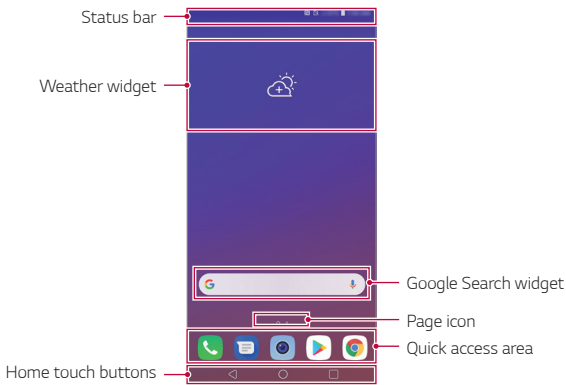 Status bar
Weather widget
Google Search widget
Page icon
Quick access area
Home touch buttons